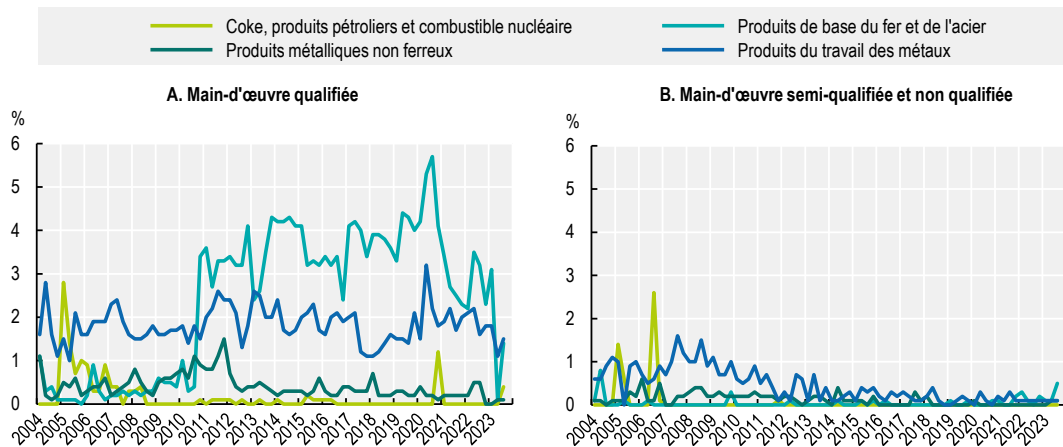 Coke, produits pétroliers et combustible nucléaire
Produits de base du fer et de l'acier
Produits métalliques non ferreux
Produits du travail des métaux
A. Main-d'œuvre qualifiée
B. Main-d'œuvre semi-qualifiée et non qualifiée
%
6
5
4
3
2
1
0
2004 2005 2006 2007 2008 2009 2010 2011 2012 2013 2014 2015 2016 2017 2018 2019 2020 2021 2022 2023
%
6
5
4
3
2
1
0
2004 2005 2006 2007 2008 2009 2010 2011 2012 2013 2014 2015 2016 2017 2018 2019 2020 2021 2022 2023